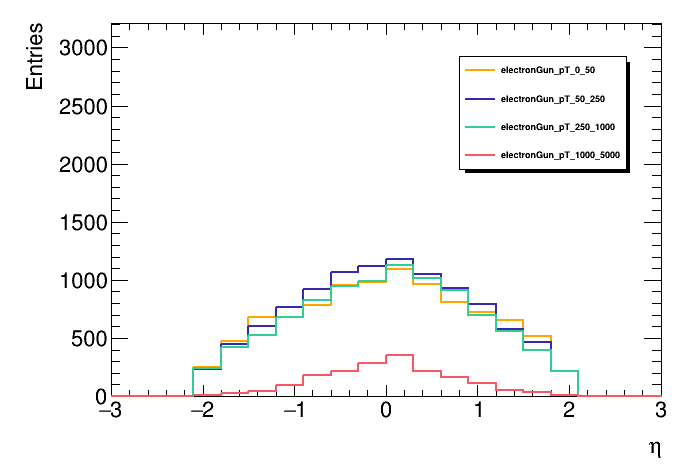 Entries
3000
2500
2000
1500
1000
500
0
electronGun_pT_0_50
electronGun_pT_50_250
electronGun_pT_250_1000
electronGun_pT_1000_5000
−3 −2 −1 0 1 2 3
η